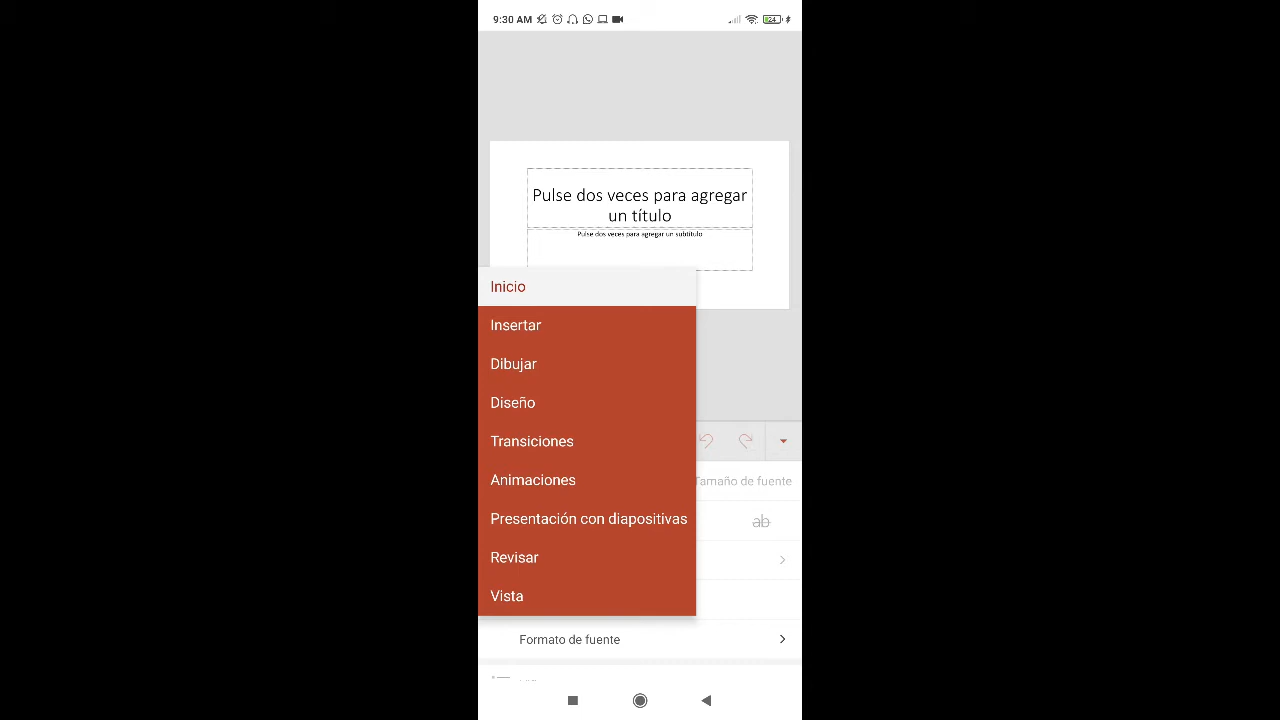 9:30 AM
24
Pulse dos veces para agregar
un título
Pulse dos veces para agregar un subtítulo
Inicio
Insertar
Dibujar
Diseño
Transiciones
Animaciones
Tamaño de fuente
Presentación con diapositivas
ab
Revisar
Vista
Formato de fuente